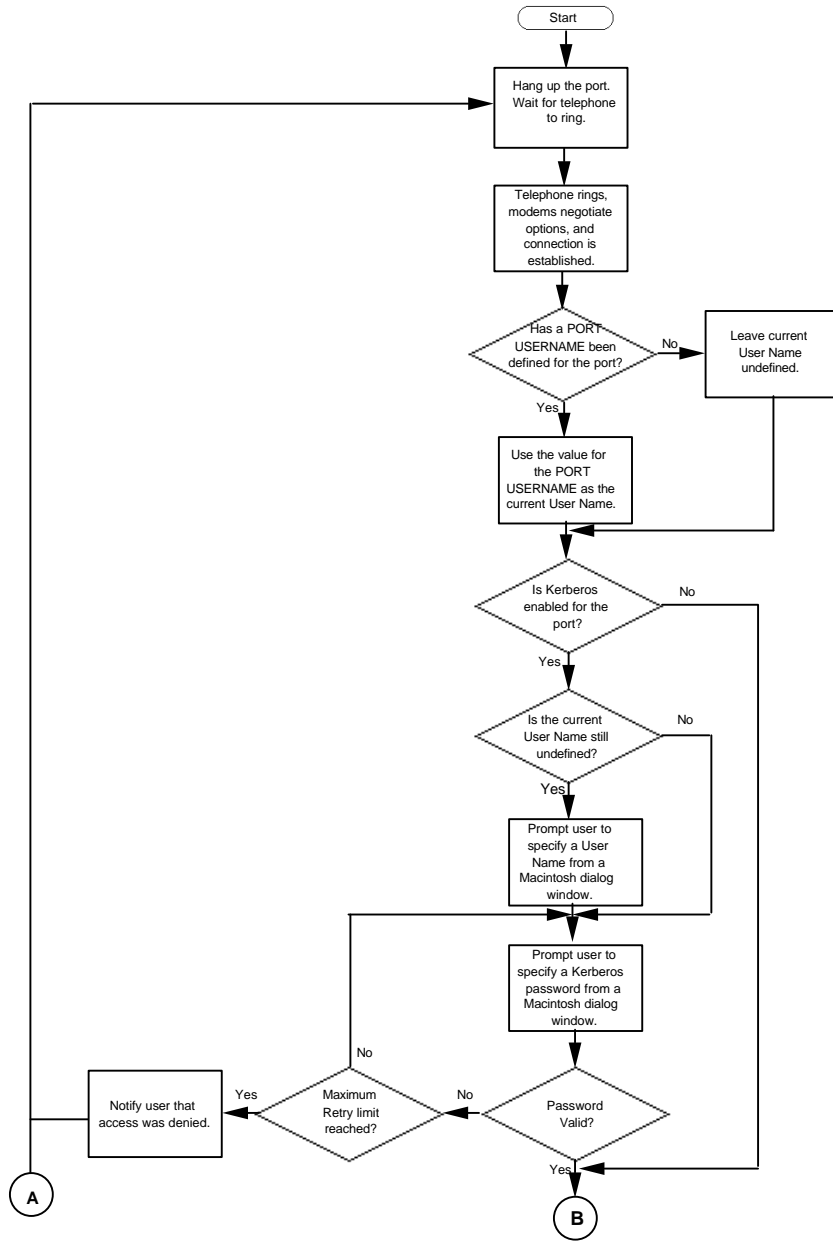 Start
Hang up the port.
Wait for telephone
to ring.
Telephone rings,
modems negotiate
options, and
connection is
established.
Has a PORT
USERNAME been
defined for the port?
No
Leave current
User Name
undefined.
Yes
Use the value for
the PORT
USERNAME as the
current User Name.
Is Kerberos
enabled for the
port?
No
Yes
Is the current
User Name still
undefined?
No
Yes
Prompt user to
specify a User
Name from a
Macintosh dialog
window.
Prompt user to
specify a Kerberos
password from a
Macintosh dialog
window.
No
Notify user that
access was denied.
Yes
Maximum
Retry limit
reached?
No
Password
Valid?
Yes
A
B